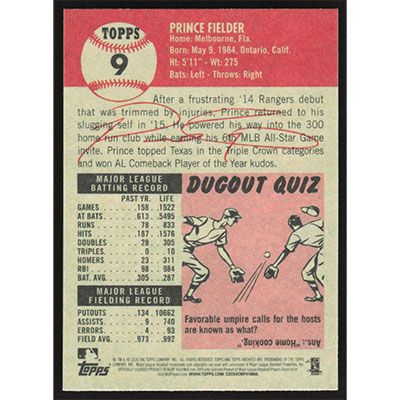 TOPPS
9
PRINCE FIELDER
Home: Melbourne, Fla.
Born: May 9, 1984, Ontario, Calif.
Ht: 5'11" - Wt: 275
Bats: Left - Throws: Right
After a frustrating '14 Rangers debut
that was trimmed by injuries, Prince returned to his
slugging self in '15. He powered his way into the 300
home run club while earning his 6th MLB All-Star Game
invite. Prince topped Texas in the Triple Crown categories
and won AL Comeback Player of the Year kudos.
MAJOR LEAGUE
BATTING RECORD
PAST YR. LIFE
GAMES 158 1522
AT BATS 613 5495
RUNS 78 833
HITS 187 1576
DOUBLES 28 305
TRIPLES 0 10
HOMERS 23 311
RBI 98 984
BAT. AVG. .305 .287
MAJOR LEAGUE
FIELDING RECORD
PUTOUTS 134 10662
ASSISTS 9 740
ERRORS 4 93
FIELD AVG. .973 .992
DUGOUT QUIZ
Favorable umpire calls for the hosts
are known as what?
Ans.: "Home cooking."
Topps